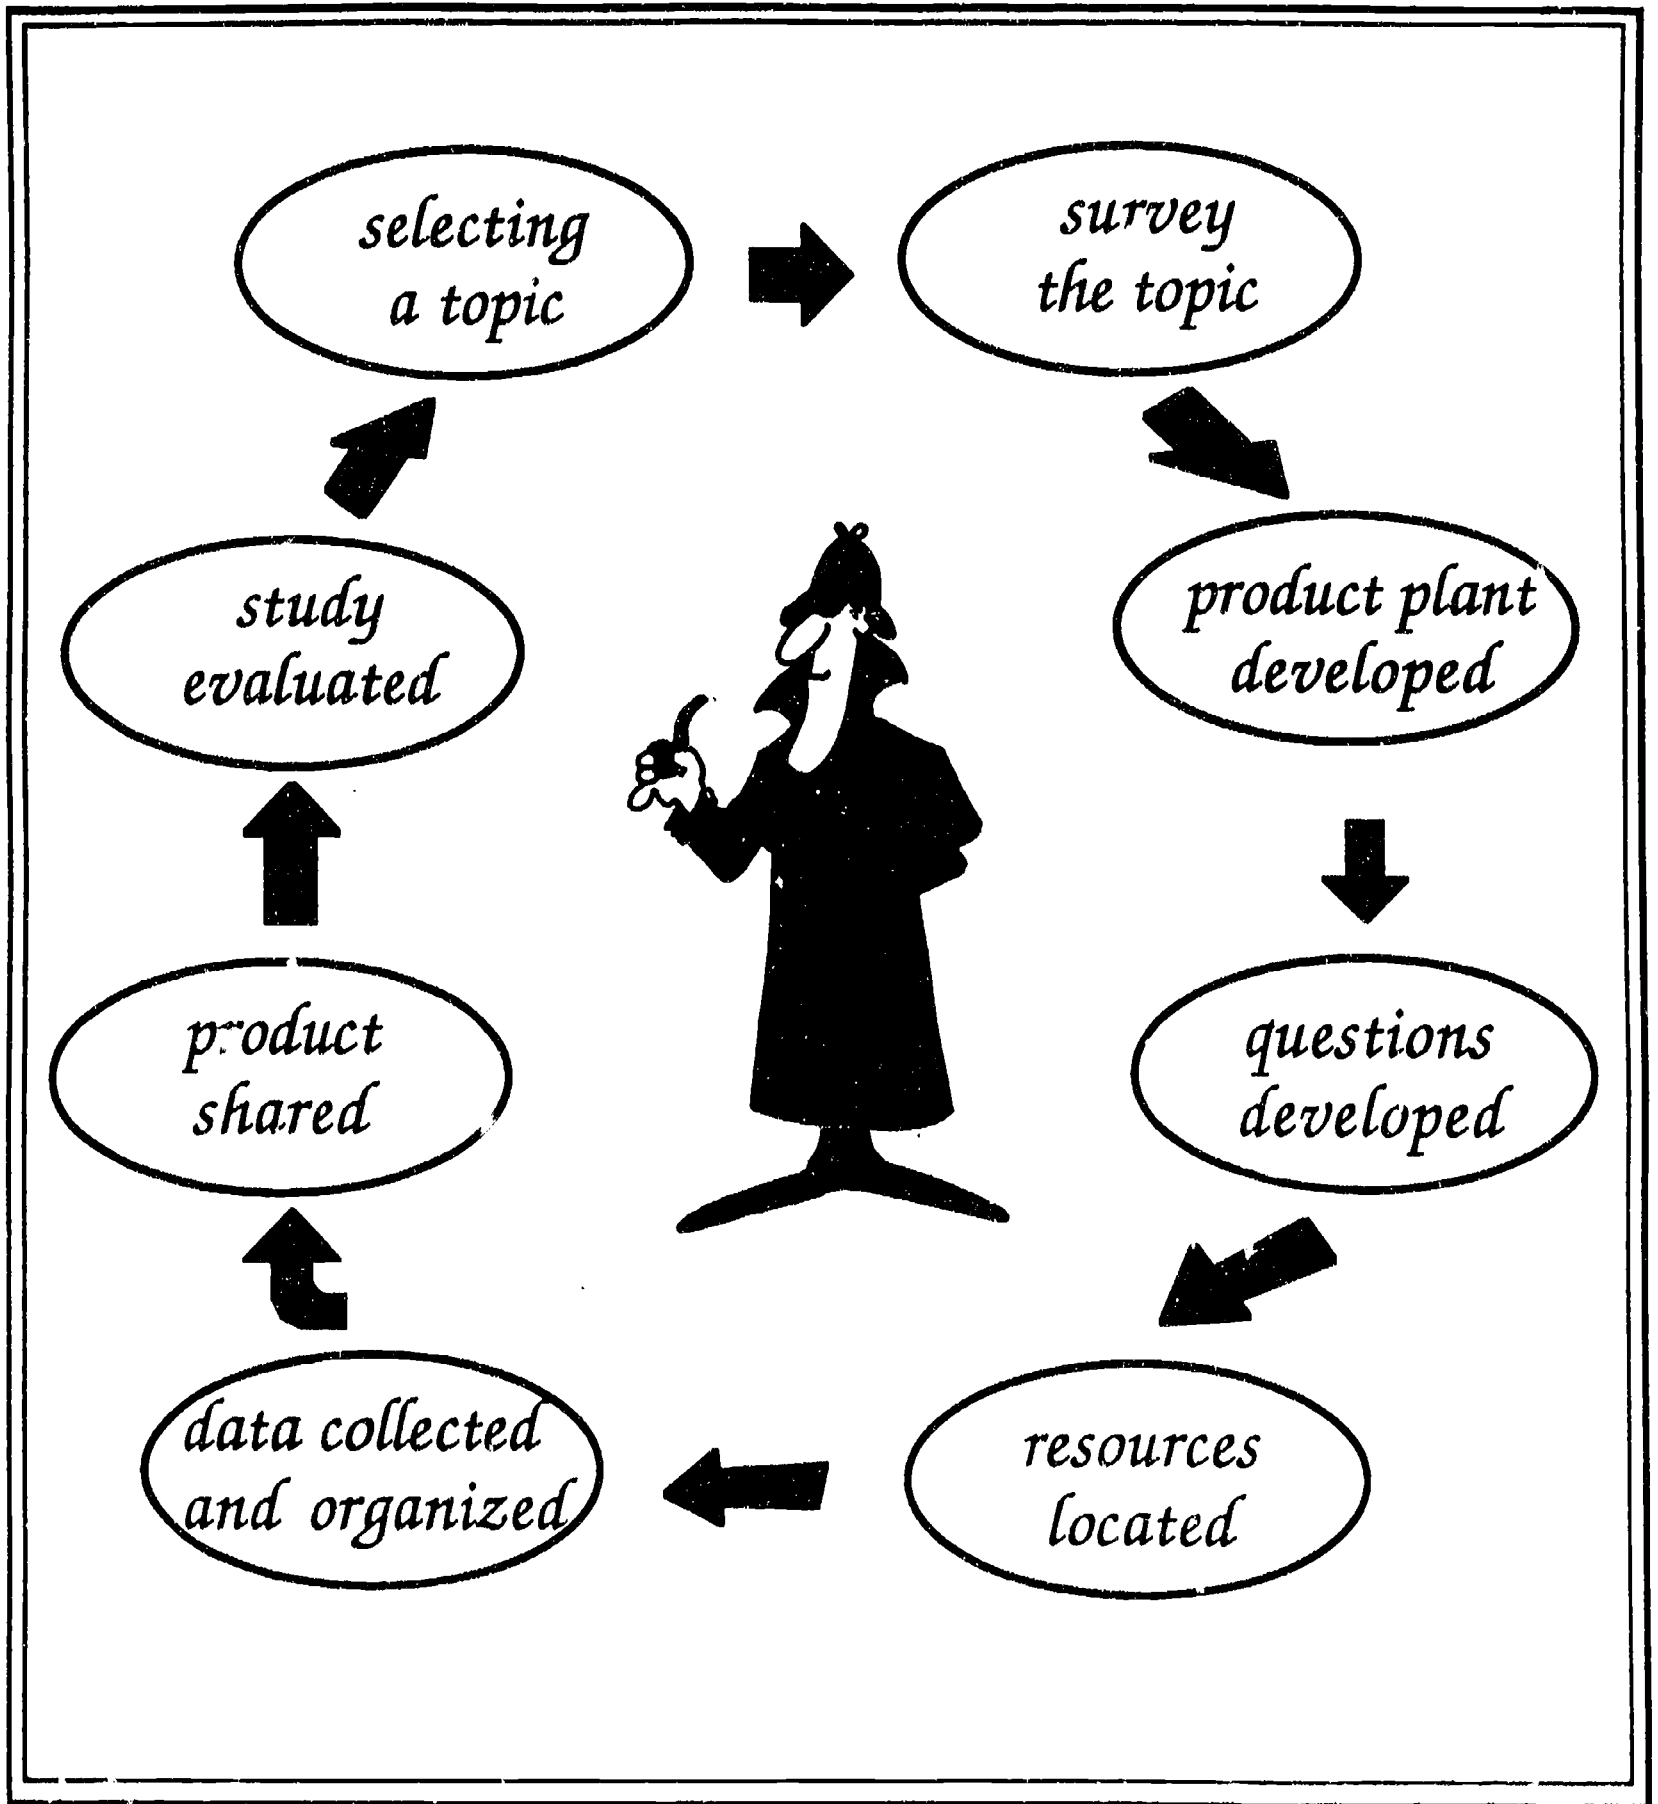 selecting
a topic
survey
the topic
product plant
developed
questions
developed
resources
located
data collected
and organized
product
shared
study
evaluated